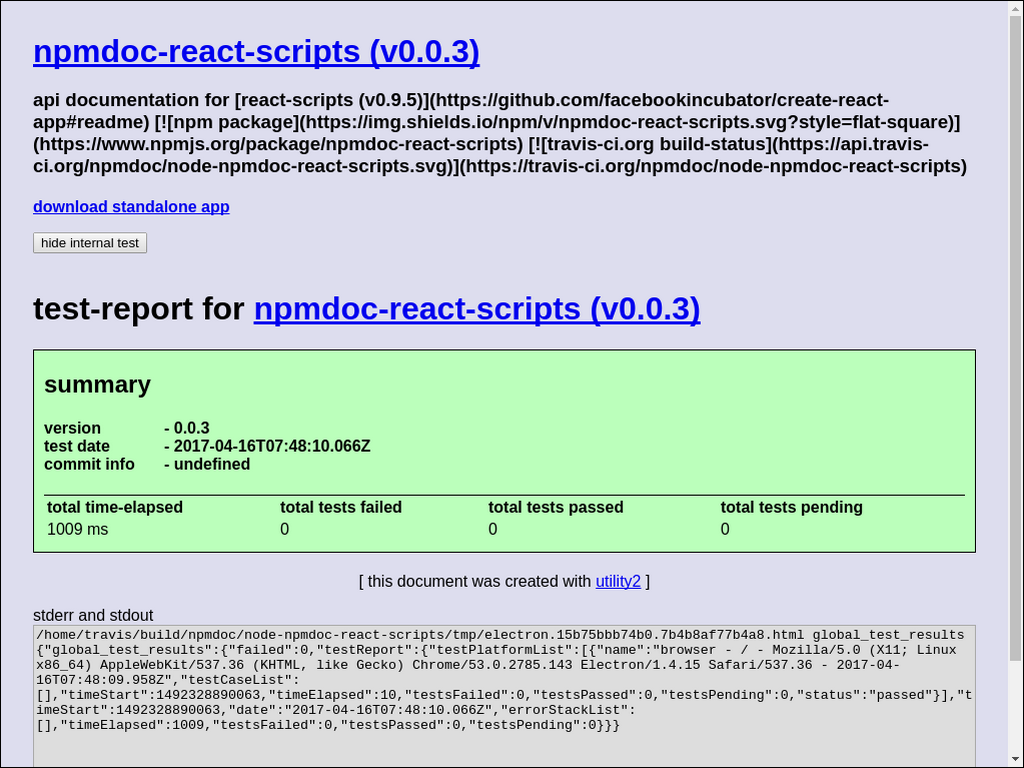 npmdoc-react-scripts (v0.0.3)
api documentation for [react-scripts (v0.9.5)](https://github.com/facebookincubator/create-react-
app#readme) [![npm package](https://img.shields.io/npm/v/npmdoc-react-scripts.svg?style=flat-square)]
(https://www.npmjs.org/package/npmdoc-react-scripts) [![travis-ci.org build-status](https://api.travis-
ci.org/npmdoc/node-npmdoc-react-scripts.svg)](https://travis-ci.org/npmdoc/node-npmdoc-react-scripts)
download standalone app
hide internal test
test-report for npmdoc-react-scripts (v0.0.3)
summary
version - 0.0.3
test date - 2017-04-16T07:48:10.066Z
commit info - undefined
total time-elapsed total tests failed total tests passed total tests pending
1009 ms 0 0 0
[ this document was created with utility2 ]
stderr and stdout
/home/travis/build/npmdoc/node-npmdoc-react-scripts/tmp/electron.15b75bbb74b0.7b4b8af77b4a8.html global_test_results
{"global_test_results":{"failed":0,"testReport":{"testPlatformList":[{"name":"browser - / - Mozilla/5.0 (X11; Linux
x86_64) AppleWebKit/537.36 (KHTML, like Gecko) Chrome/53.0.2785.143 Electron/1.4.15 Safari/537.36 - 2017-04-
16T07:48:09.958Z","testCaseList":
[],"timeStart":1492328890063,"timeElapsed":10,"testsFailed":0,"testsPassed":0,"testsPending":0,"status":"passed"}],"t
imeStart":1492328890063,"date":"2017-04-16T07:48:10.066Z","errorStackList":
[],"timeElapsed":1009,"testsFailed":0,"testsPassed":0,"testsPending":0}}}